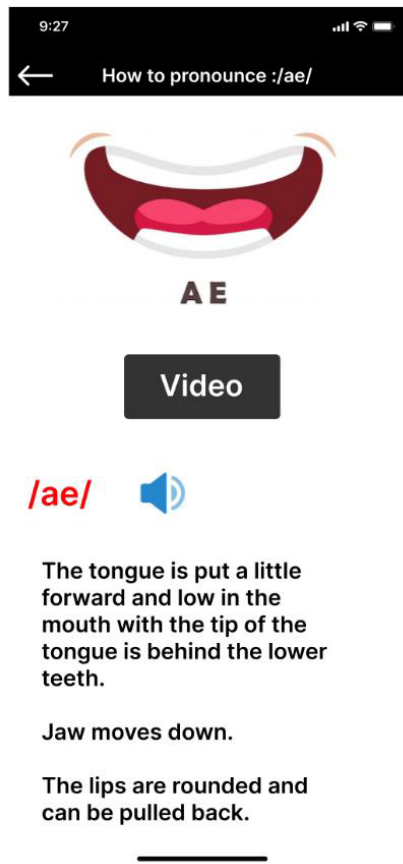 9:27
How to pronounce :/ae/
A E
Video
/ae/
The tongue is put a little
forward and low in the
mouth with the tip of the
tongue is behind the lower
teeth.
Jaw moves down.
The lips are rounded and
can be pulled back.